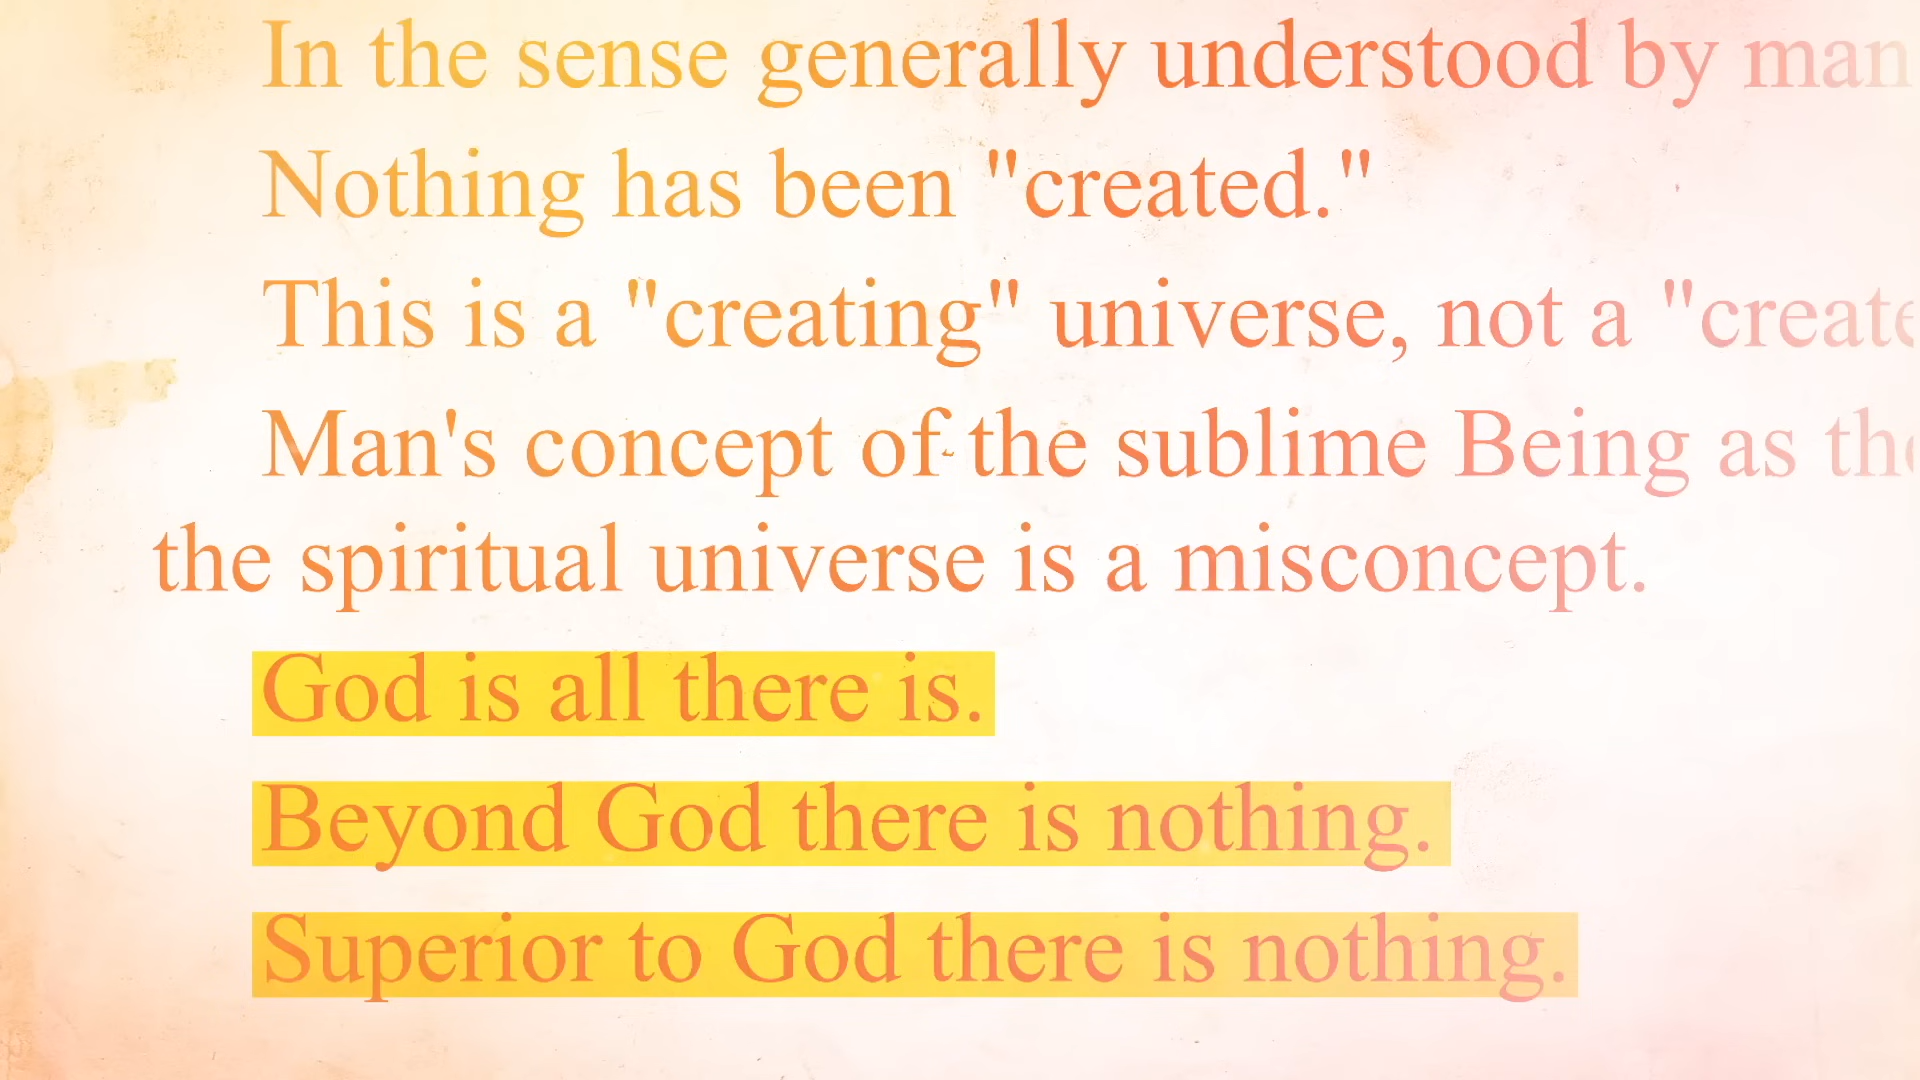 In the sense generally understood by man
Nothing has been "created."
This is a "creating" universe, not a
Man's concept of the sublime Being as
the spiritual universe is a misconcept.
God is all there is.
Beyond God there is nothing.
Superior to God there is nothing.